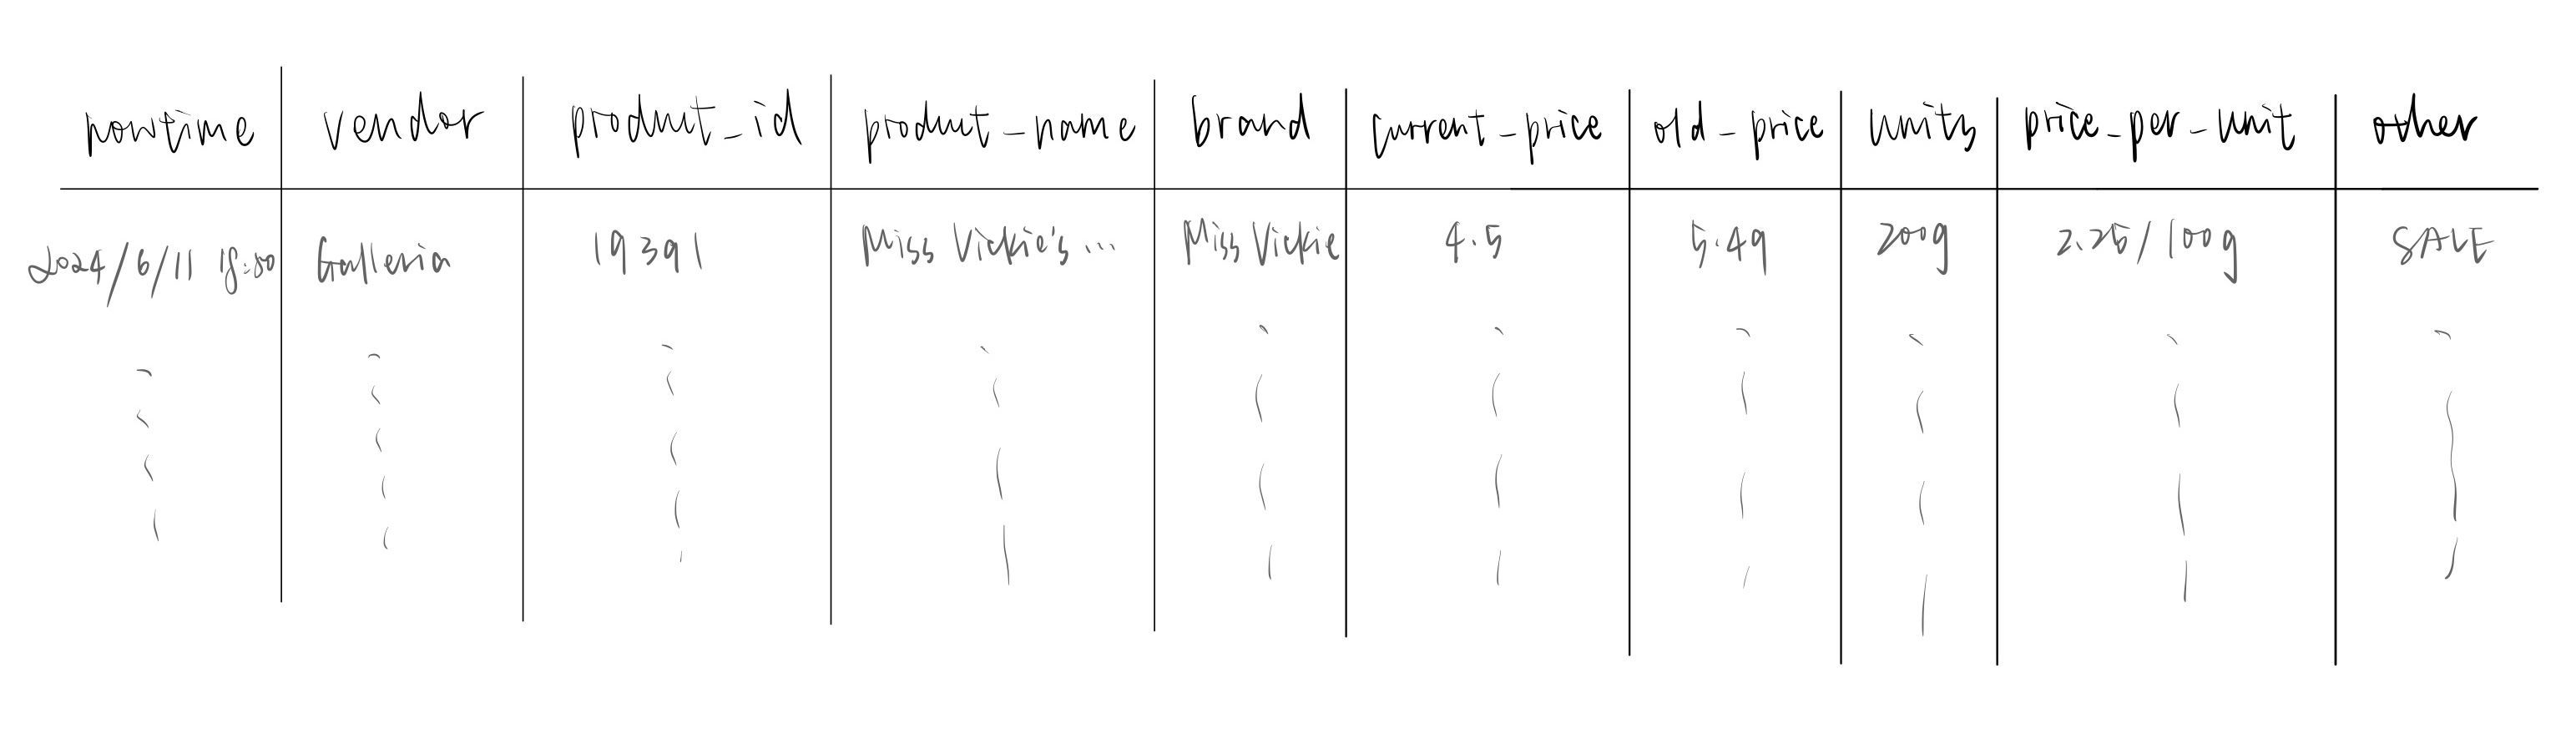 nowtime vendor product_id product_name brand current_price old_price units price_per_unit other
2024/6/11 18:00 Galleria 19391 Miss Vickie's ... Miss Vickie 4.5 5.49 200g 2.25/100g SALE